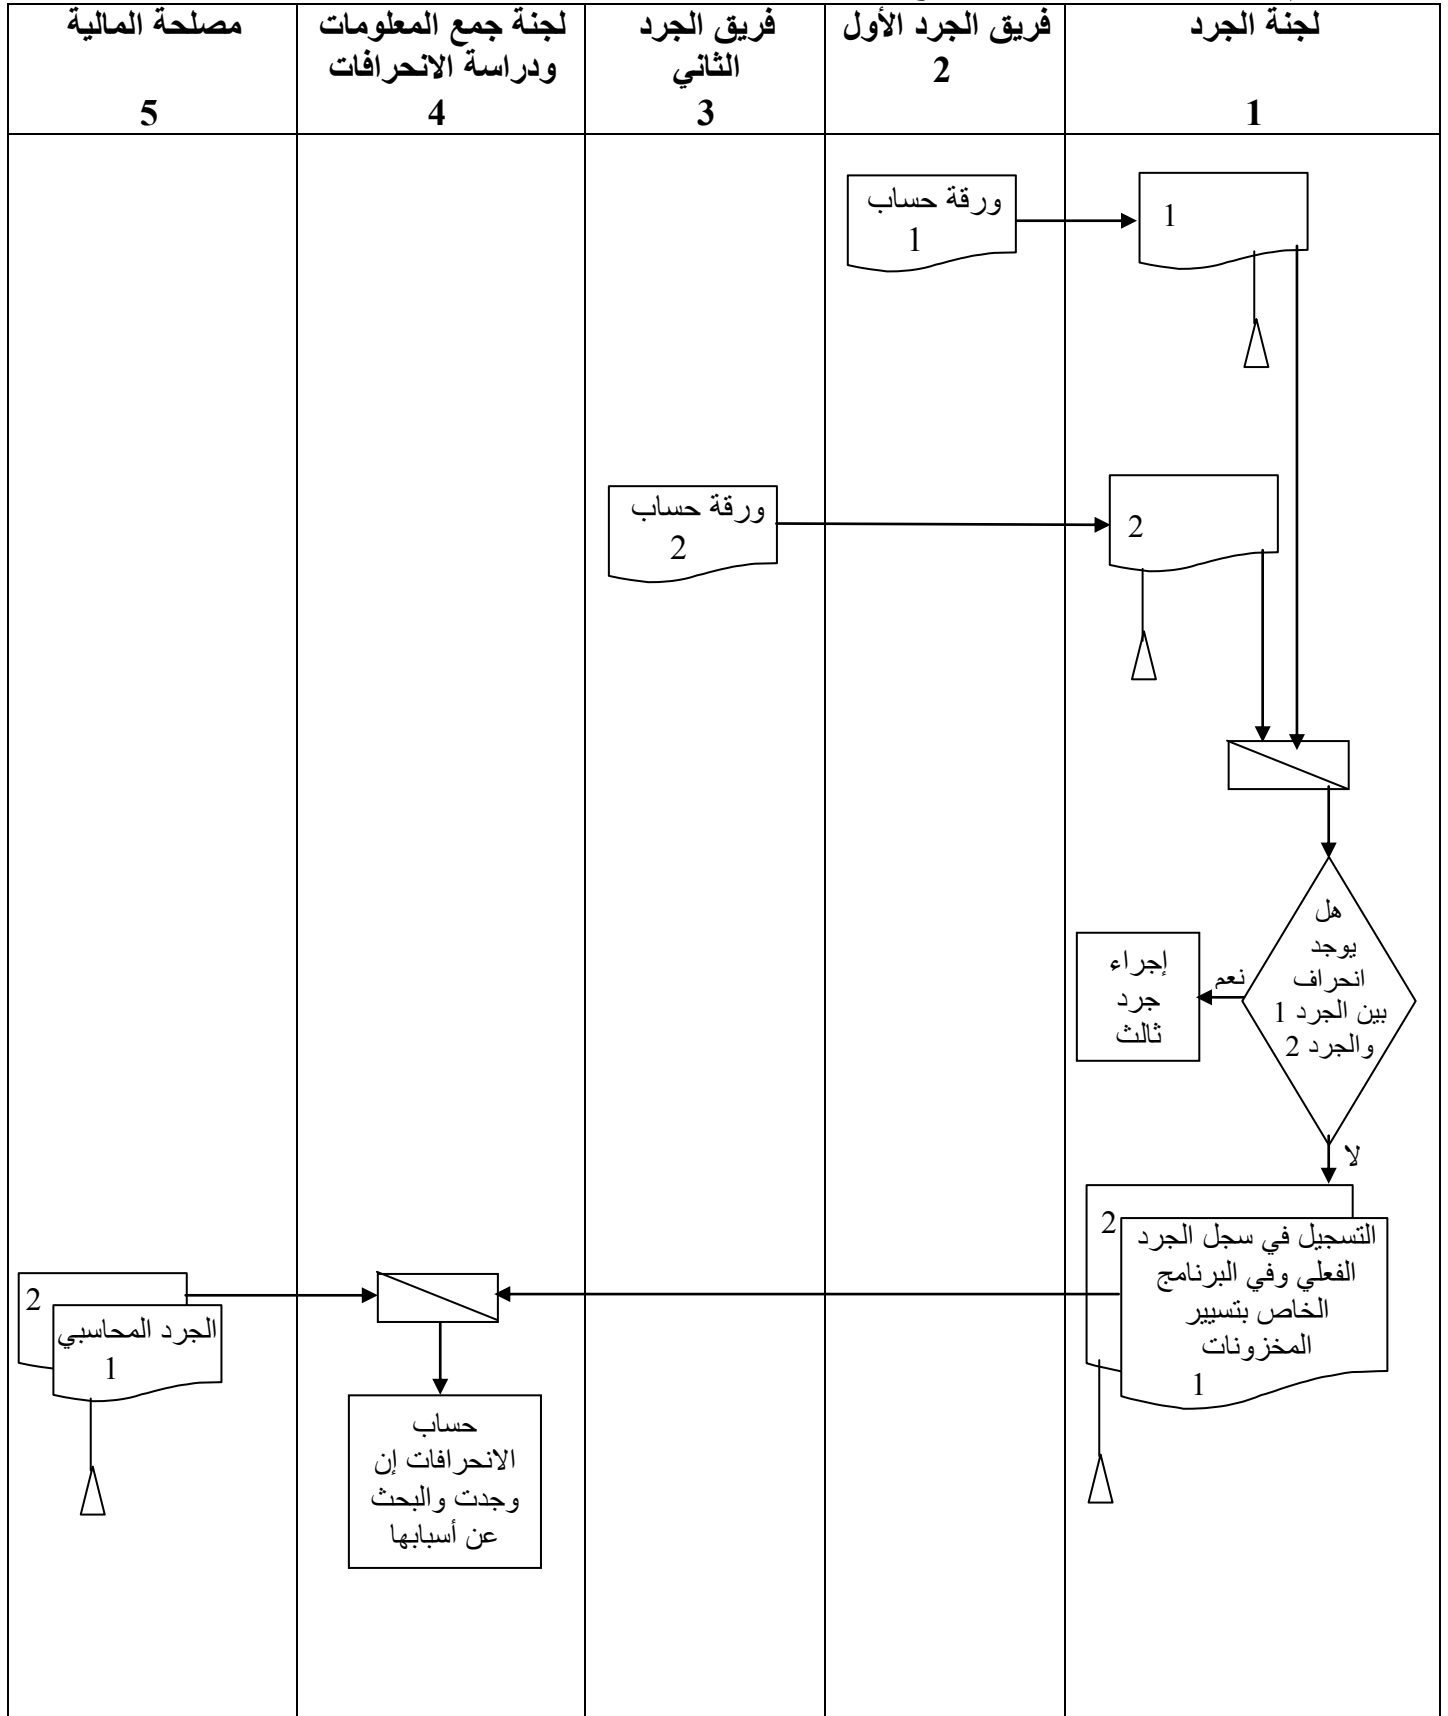 لجنة الجرد
1
فريق الجرد الأول
2
فريق الجرد
الثاني
3
لجنة جمع المعلومات
ودراسة الانحرافات
4
مصلحة المالية
5
1
ورقة حساب
1
2
ورقة حساب
2
هل
يوجد
انحراف
بين الجرد 1
والجرد 2
نعم
إجراء
جرد
ثالث
لا
2
التسجيل في سجل الجرد
الفعلي وفي البرنامج
الخاص بتسيير
المخزونات
1
2
الجرد المحاسبي
1
حساب
الانحرافات إن
وجدت والبحث
عن أسبابها